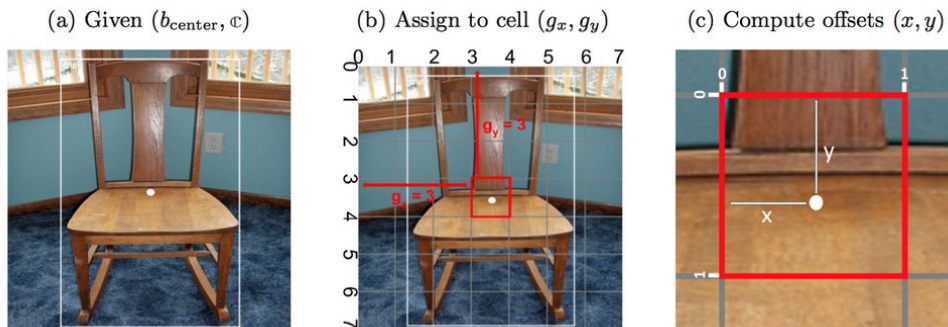 (a) Given (b_center, ℂ)
(b) Assign to cell (g_x, g_y)
(c) Compute offsets (x, y)
0 1 2 3 4 5 6 7
0
1
2
3
4
5
6
7
g_y = 3
g_x = 3
0 1
0
1
y
x